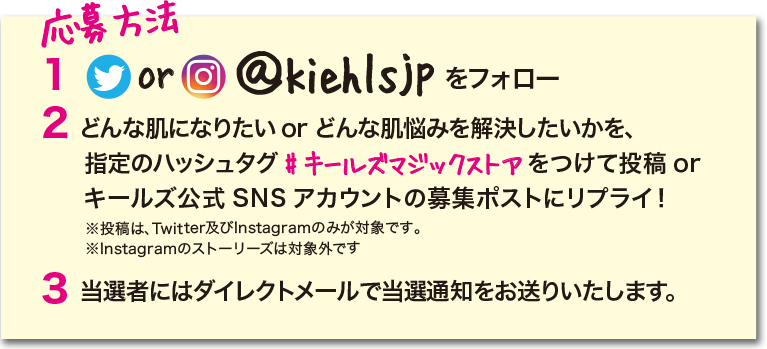 応募方法
1 or @kiehlsjp をフォロー
2 どんな肌になりたい or どんな肌悩みを解決したいかを、
指定のハッシュタグ #キールズマジックストア をつけて投稿 or
キールズ公式 SNS アカウントの募集ポストにリプライ！
※投稿は、Twitter及びInstagramのみが対象です。
※Instagramのストーリーズは対象外です
3 当選者にはダイレクトメールで当選通知をお送りいたします。